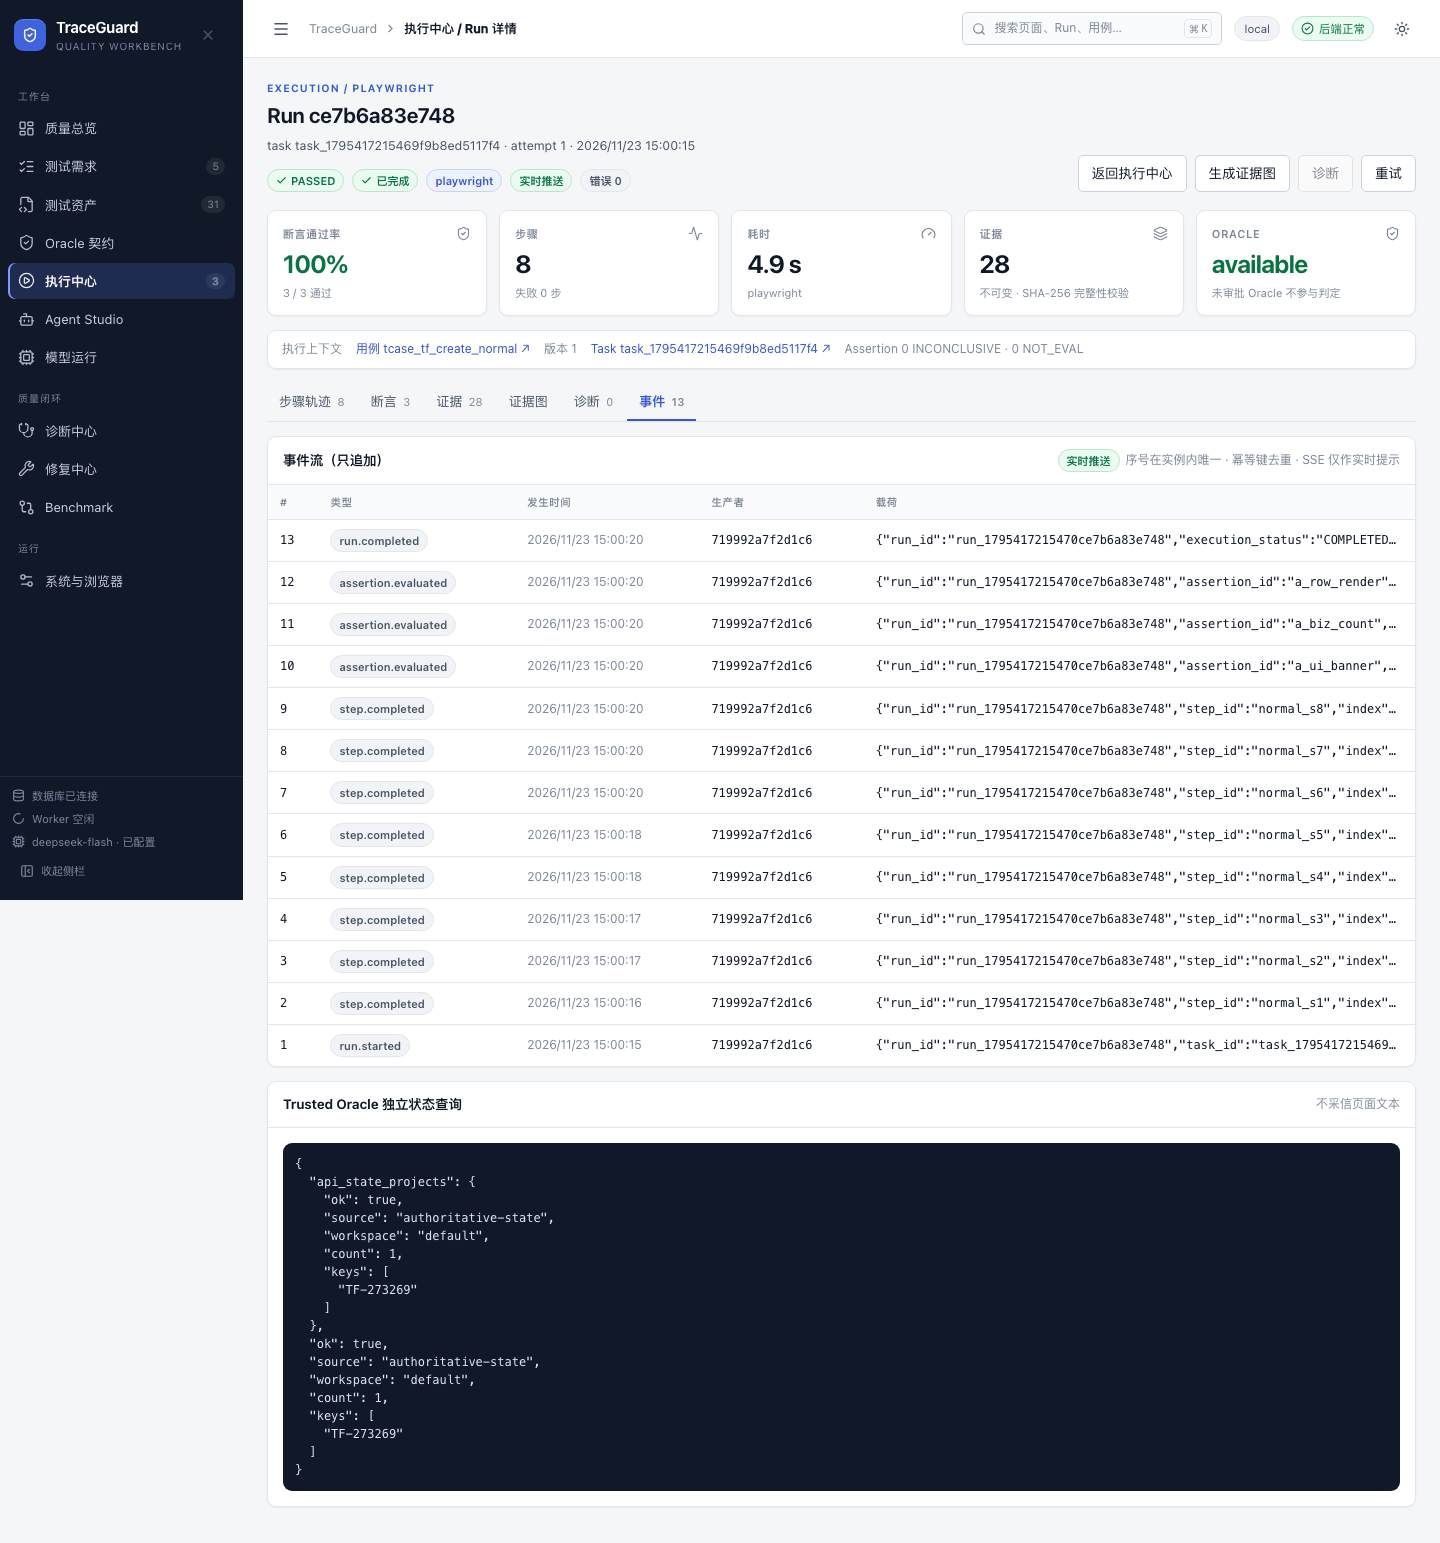 TraceGuard
QUALITY WORKBENCH
工作台
质量总览
测试需求 5
测试资产 31
Oracle 契约
执行中心 3
Agent Studio
模型运行
质量闭环
诊断中心
修复中心
Benchmark
运行
系统与浏览器
数据库已连接
Worker 空闲
deepseek-flash · 已配置
收起侧栏
TraceGuard
执行中心 / Run 详情
搜索页面、Run、用例... ⌘ K
local
后端正常
EXECUTION / PLAYWRIGHT
Run ce7b6a83e748
task task_1795417215469f9b8ed5117f4 · attempt 1 · 2026/11/23 15:00:15
PASSED 已完成 playwright 实时推送 错误 0
返回执行中心 生成证据图 诊断 重试
断言通过率
100%
3 / 3 通过
步骤
8
失败 0 步
耗时
4.9 s
playwright
证据
28
不可变 · SHA-256 完整性校验
ORACLE
available
未审批 Oracle 不参与判定
执行上下文 用例 tcase_tf_create_normal ↗ 版本 1 Task task_1795417215469f9b8ed5117f4 ↗ Assertion 0 INCONCLUSIVE · 0 NOT_EVAL
步骤轨迹 8 断言 3 证据 28 证据图 诊断 0 事件 13
事件流（只追加） 实时推送 序号在实例内唯一 · 幂等键去重 · SSE 仅作实时提示
# 类型 发生时间 生产者 载荷
13 run.completed 2026/11/23 15:00:20 719992a7f2d1c6 {"run_id":"run_1795417215470ce7b6a83e748","execution_status":"COMPLETED…
12 assertion.evaluated 2026/11/23 15:00:20 719992a7f2d1c6 {"run_id":"run_1795417215470ce7b6a83e748","assertion_id":"a_row_render"…
11 assertion.evaluated 2026/11/23 15:00:20 719992a7f2d1c6 {"run_id":"run_1795417215470ce7b6a83e748","assertion_id":"a_biz_count",…
10 assertion.evaluated 2026/11/23 15:00:20 719992a7f2d1c6 {"run_id":"run_1795417215470ce7b6a83e748","assertion_id":"a_ui_banner",…
9 step.completed 2026/11/23 15:00:20 719992a7f2d1c6 {"run_id":"run_1795417215470ce7b6a83e748","step_id":"normal_s8","index"…
8 step.completed 2026/11/23 15:00:20 719992a7f2d1c6 {"run_id":"run_1795417215470ce7b6a83e748","step_id":"normal_s7","index"…
7 step.completed 2026/11/23 15:00:20 719992a7f2d1c6 {"run_id":"run_1795417215470ce7b6a83e748","step_id":"normal_s6","index"…
6 step.completed 2026/11/23 15:00:18 719992a7f2d1c6 {"run_id":"run_1795417215470ce7b6a83e748","step_id":"normal_s5","index"…
5 step.completed 2026/11/23 15:00:18 719992a7f2d1c6 {"run_id":"run_1795417215470ce7b6a83e748","step_id":"normal_s4","index"…
4 step.completed 2026/11/23 15:00:17 719992a7f2d1c6 {"run_id":"run_1795417215470ce7b6a83e748","step_id":"normal_s3","index"…
3 step.completed 2026/11/23 15:00:17 719992a7f2d1c6 {"run_id":"run_1795417215470ce7b6a83e748","step_id":"normal_s2","index"…
2 step.completed 2026/11/23 15:00:16 719992a7f2d1c6 {"run_id":"run_1795417215470ce7b6a83e748","step_id":"normal_s1","index"…
1 run.started 2026/11/23 15:00:15 719992a7f2d1c6 {"run_id":"run_1795417215470ce7b6a83e748","task_id":"task_1795417215469…
Trusted Oracle 独立状态查询 不采信页面文本
{
"api_state_projects": {
"ok": true,
"source": "authoritative-state",
"workspace": "default",
"count": 1,
"keys": [
"TF-273269"
]
},
"ok": true,
"source": "authoritative-state",
"workspace": "default",
"count": 1,
"keys": [
"TF-273269"
]
}